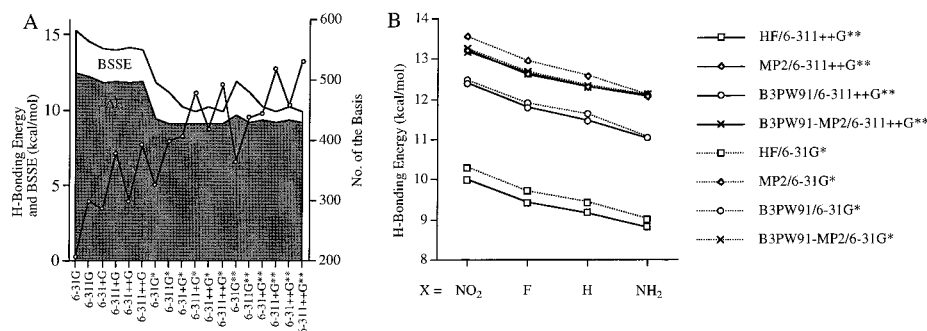 A
15
10
5
0
H-Bonding Energy
and BSSE (kcal/mol)
BSSE
600
500
400
300
200
No. of the Basis
6-31G
6-311G
6-31+G
6-311+G
6-31++G
6-311++G
6-31G*
6-311G*
6-31+G*
6-311+G*
6-31++G*
6-311++G*
6-31G**
6-311G**
6-31+G**
6-311+G**
6-31++G**
6-311++G**
B
14
13
12
11
10
9
8
H-Bonding Energy (kcal/mol)
X = NO₂ F H NH₂
HF/6-311++G**
MP2/6-311++G**
B3PW91/6-311++G**
B3PW91-MP2/6-311++G**
HF/6-31G*
MP2/6-31G*
B3PW91/6-31G*
B3PW91-MP2/6-31G*